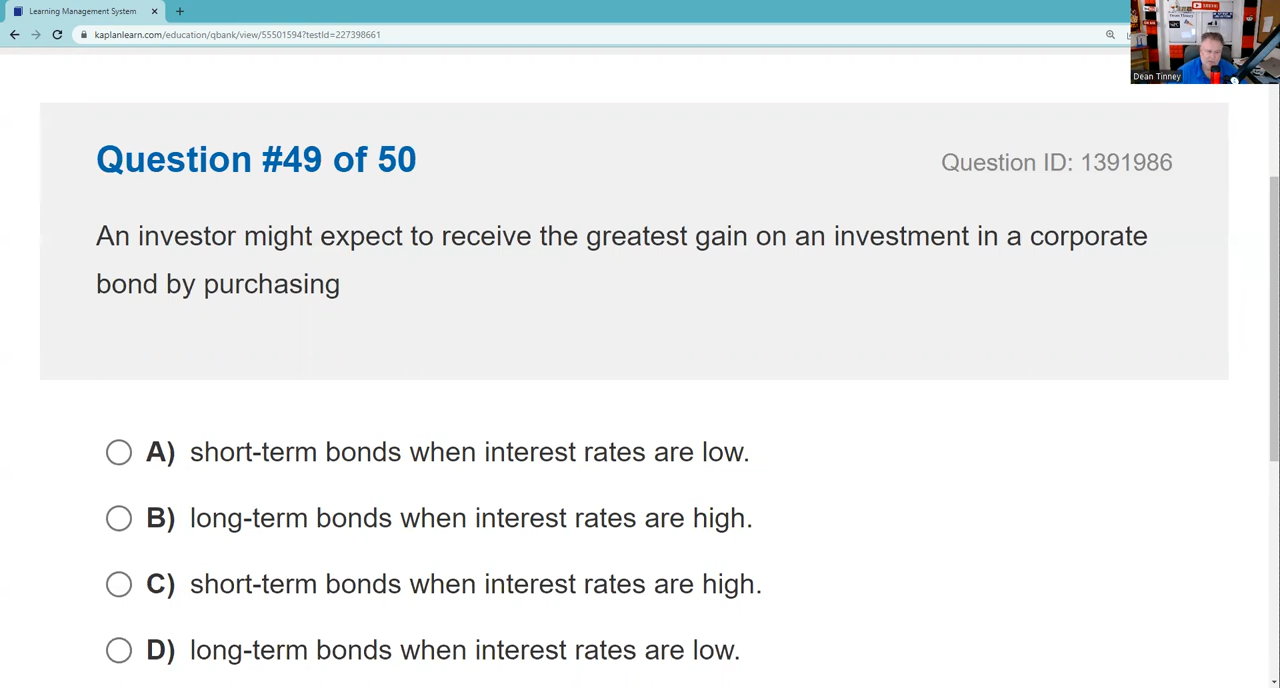 Learning Management System
kaplanlearn.com/education/qbank/view/55501594?testId=227398661
Dean Tinney
Question #49 of 50
Question ID: 1391986
An investor might expect to receive the greatest gain on an investment in a corporate
bond by purchasing
A) short-term bonds when interest rates are low.
B) long-term bonds when interest rates are high.
C) short-term bonds when interest rates are high.
D) long-term bonds when interest rates are low.